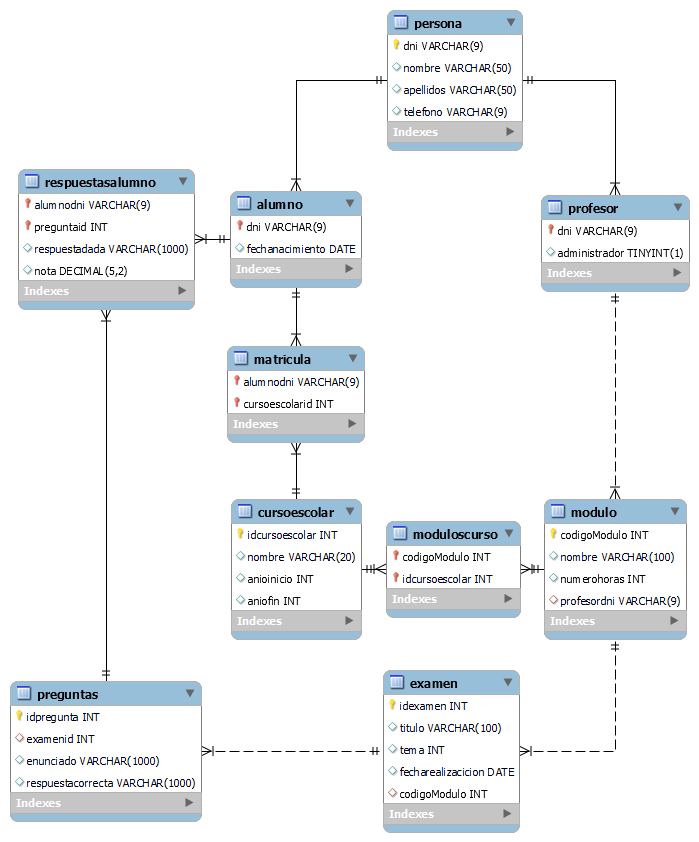 persona
dni VARCHAR(9)
nombre VARCHAR(50)
apellidos VARCHAR(50)
telefono VARCHAR(9)
Indexes
respuestasalumno
alumnodni VARCHAR(9)
preguntaid INT
respuestadada VARCHAR(1000)
nota DECIMAL(5,2)
Indexes
alumno
dni VARCHAR(9)
fechanacimiento DATE
Indexes
profesor
dni VARCHAR(9)
administrador TINYINT(1)
Indexes
matricula
alumnodni VARCHAR(9)
cursoescolarid INT
Indexes
cursoescolar
idcursoescolar INT
nombre VARCHAR(20)
anioinicio INT
aniofin INT
Indexes
moduloscurso
codigoModulo INT
idcursoescolar INT
Indexes
modulo
codigoModulo INT
nombre VARCHAR(100)
numerohoras INT
profesordni VARCHAR(9)
Indexes
preguntas
idpregunta INT
examenid INT
enunciado VARCHAR(1000)
respuestacorrecta VARCHAR(1000)
Indexes
examen
idexamen INT
titulo VARCHAR(100)
tema INT
fecharealizacicion DATE
codigoModulo INT
Indexes